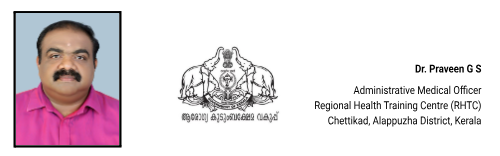 Dr. Praveen G S
Administrative Medical Officer
Regional Health Training Centre (RHTC)
Chettikad, Alappuzha District, Kerala
ആരോഗ്യ കുടുംബക്ഷേമ വകുപ്പ്